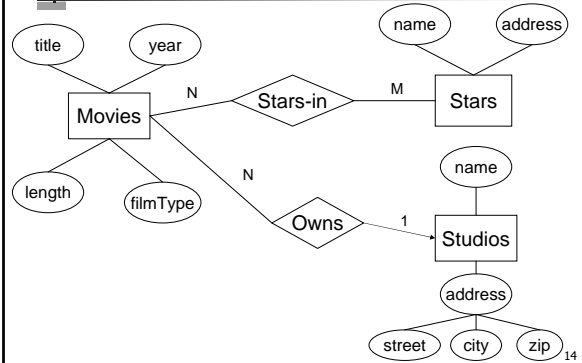 name address
title year
N Stars-in M Stars
Movies
length filmType
N
name
Owns 1 Studios
address
street city zip
14